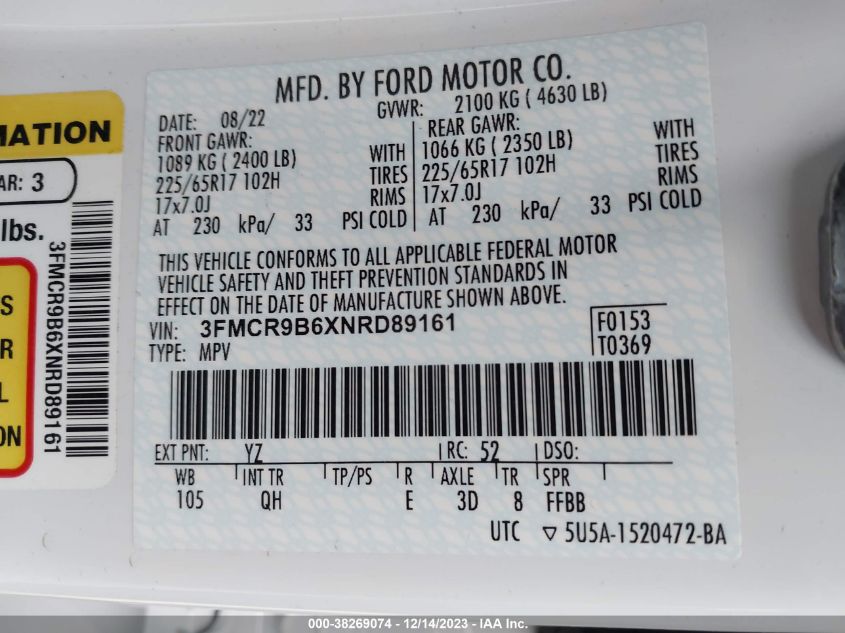 MATION
AR: 3
lbs.
S
R
L
ON
3FMCR9B6XNRD89161
MFD. BY FORD MOTOR CO.
DATE: 08/22 GVWR: 2100 KG ( 4630 LB)
FRONT GAWR: REAR GAWR:
1089 KG ( 2400 LB) WITH 1066 KG ( 2350 LB) WITH
225/65R17 102H TIRES 225/65R17 102H TIRES
17x7.0J RIMS 17x7.0J RIMS
AT 230 kPa/ 33 PSI COLD AT 230 kPa/ 33 PSI COLD
THIS VEHICLE CONFORMS TO ALL APPLICABLE FEDERAL MOTOR
VEHICLE SAFETY AND THEFT PREVENTION STANDARDS IN
EFFECT ON THE DATE OF MANUFACTURE SHOWN ABOVE.
VIN: 3FMCR9B6XNRD89161 F0153
TYPE: MPV T0369
EXT PNT: YZ RC: 52 DSO:
WB INT TR TP/PS R AXLE TR SPR
105 QH E 3D 8 FFBB
UTC ▽ 5U5A-1520472-BA
000-38269074 - 12/14/2023 - IAA Inc.